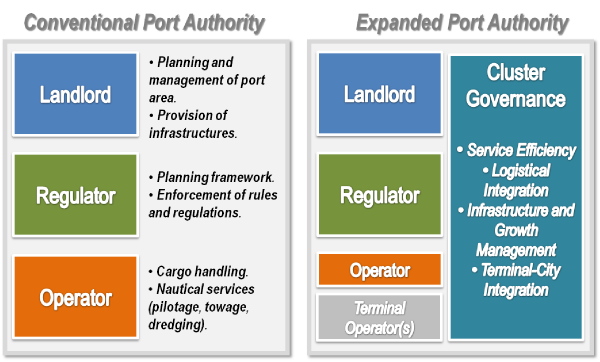 Conventional Port Authority
Landlord
• Planning and
management of port
area.
• Provision of
infrastructures.
Regulator
• Planning framework.
• Enforcement of rules
and regulations.
Operator
• Cargo handling.
• Nautical services
(pilotage, towage,
dredging).
Expanded Port Authority
Landlord
Regulator
Operator
Terminal
Operator(s)
Cluster
Governance
• Service Efficiency
• Logistical
Integration
• Infrastructure and
Growth
Management
• Terminal-City
Integration